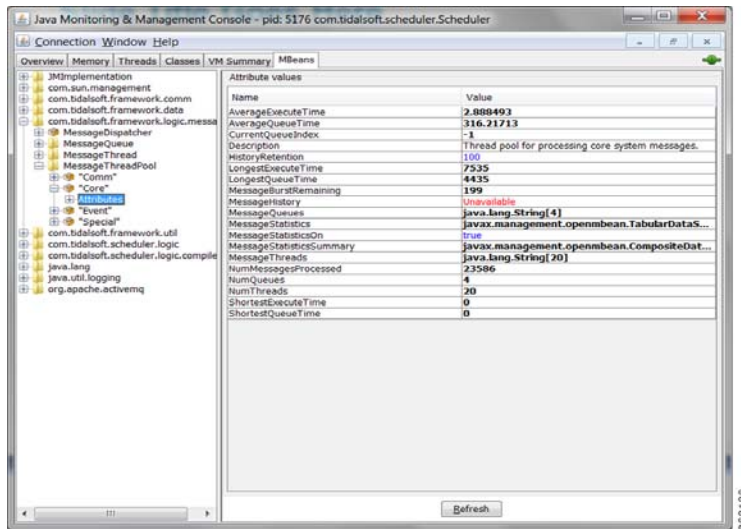 Java Monitoring & Management Console - pid: 5176 com.tidalsoft.scheduler.Scheduler
Connection Window Help
Overview Memory Threads Classes VM Summary MBeans
JMImplementation
com.sun.management
com.tidalsoft.framework.comm
com.tidalsoft.framework.data
com.tidalsoft.framework.logic.messa
MessageDispatcher
MessageQueue
MessageThread
MessageThreadPool
"Comm"
"Core"
Attributes
"Event"
"Special"
com.tidalsoft.framework.util
com.tidalsoft.scheduler.logic
com.tidalsoft.scheduler.logic.compile
java.lang
java.util.logging
org.apache.activemq
Attribute values
Name Value
AverageExecuteTime 2.888493
AverageQueueTime 316.21713
CurrentQueueIndex -1
Description Thread pool for processing core system messages.
HistoryRetention 100
LongestExecuteTime 7535
LongestQueueTime 4435
MessageBurstRemaining 199
MessageHistory Unavailable
MessageQueues java.lang.String[4]
MessageStatistics javax.management.openmbean.TabularDataS...
MessageStatisticsOn true
MessageStatisticsSummary javax.management.openmbean.CompositeDat...
MessageThreads java.lang.String[20]
NumMessagesProcessed 23586
NumQueues 4
NumThreads 20
ShortestExecuteTime 0
ShortestQueueTime 0
Refresh